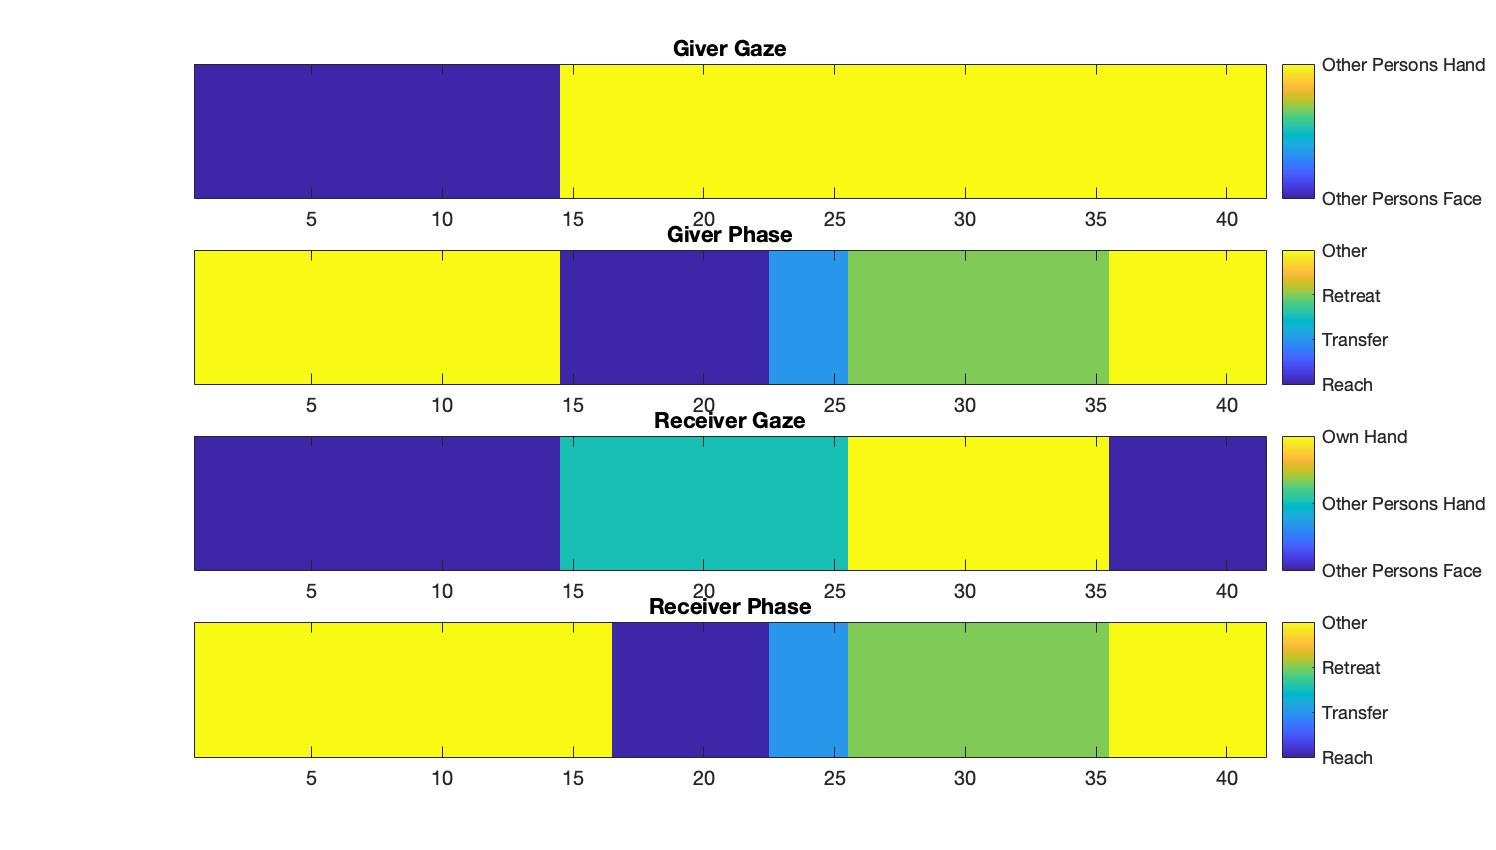 Giver Gaze
Other Persons Hand
Other Persons Face
5 10 15 20 25 30 35 40
Giver Phase
Other
Retreat
Transfer
Reach
5 10 15 20 25 30 35 40
Receiver Gaze
Own Hand
Other Persons Hand
Other Persons Face
5 10 15 20 25 30 35 40
Receiver Phase
Other
Retreat
Transfer
Reach
5 10 15 20 25 30 35 40